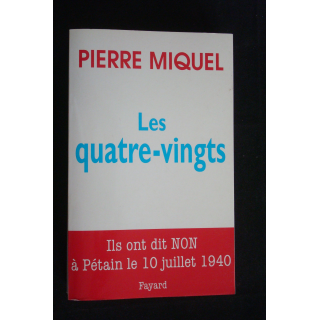 PIERRE MIQUEL
Les
quatre-vingts
Ils ont dit NON
à Pétain le 10 juillet 1940
Fayard